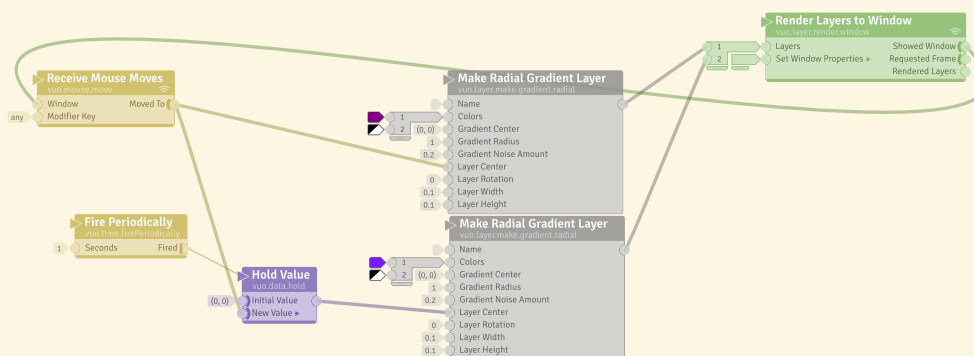 Render Layers to Window
vuo.layer.render.window
1
2
Layers
Showed Window
Set Window Properties ▸
Requested Frame
Rendered Layers
Receive Mouse Moves
vuo.mouse.move
Window
Moved To
any
Modifier Key
Make Radial Gradient Layer
vuo.layer.make.gradient.radial
Name
1
Colors
2
(0, 0)
Gradient Center
1
Gradient Radius
0.2
Gradient Noise Amount
Layer Center
0
Layer Rotation
0.1
Layer Width
0.1
Layer Height
Fire Periodically
vuo.time.firePeriodically
1
Seconds
Fired
Hold Value
vuo.data.hold
(0, 0)
Initial Value
New Value ▸
Make Radial Gradient Layer
vuo.layer.make.gradient.radial
Name
1
Colors
2
(0, 0)
Gradient Center
1
Gradient Radius
0.2
Gradient Noise Amount
Layer Center
0
Layer Rotation
0.1
Layer Width
0.1
Layer Height